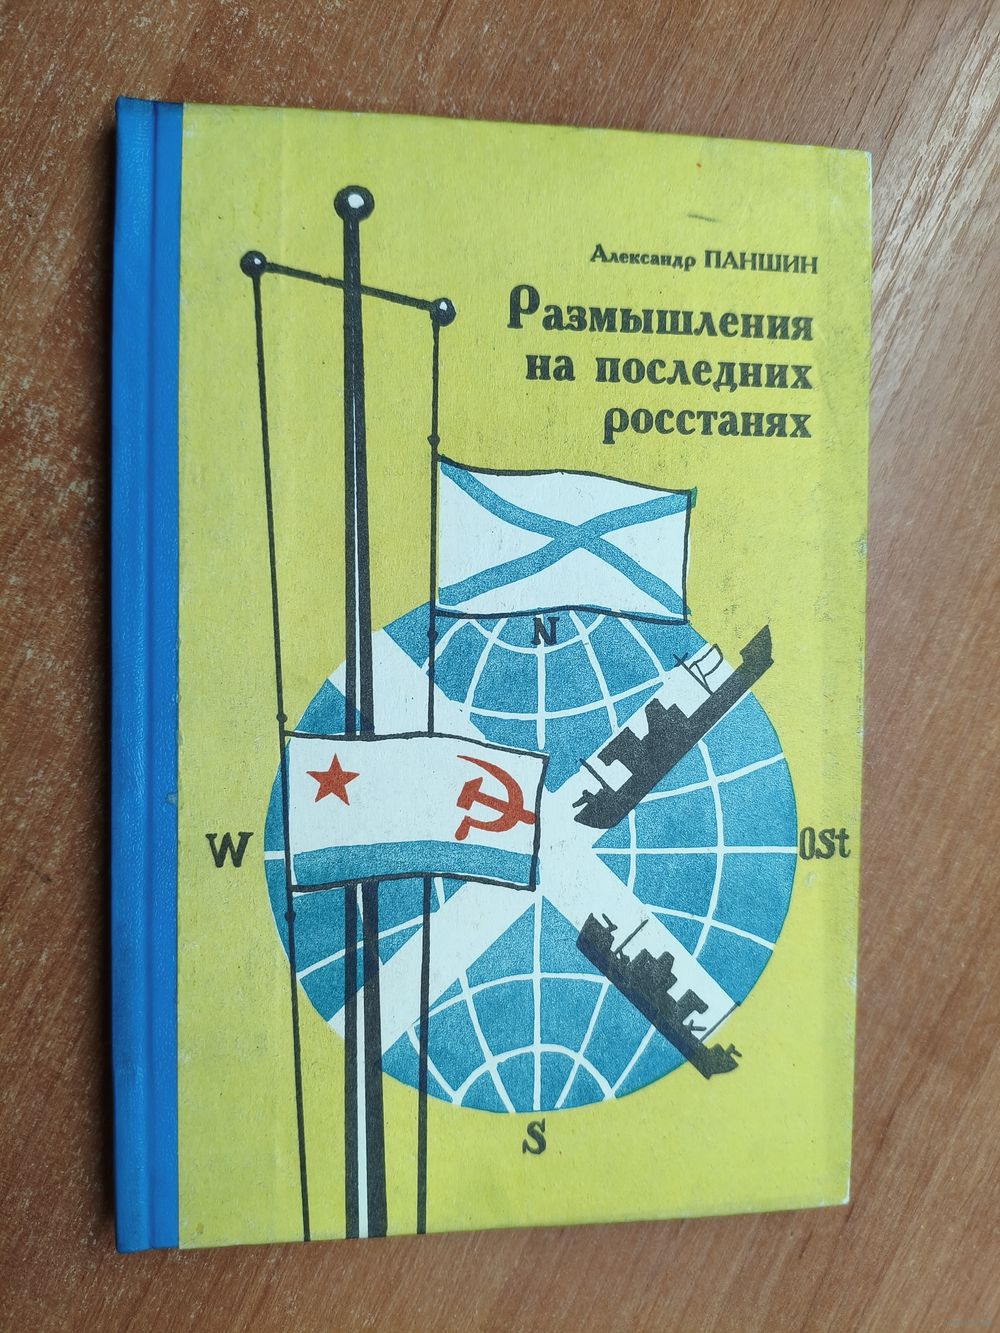 Александр ПАНШИН
Размышления
на последних
росстанях
N
W
OSt
S